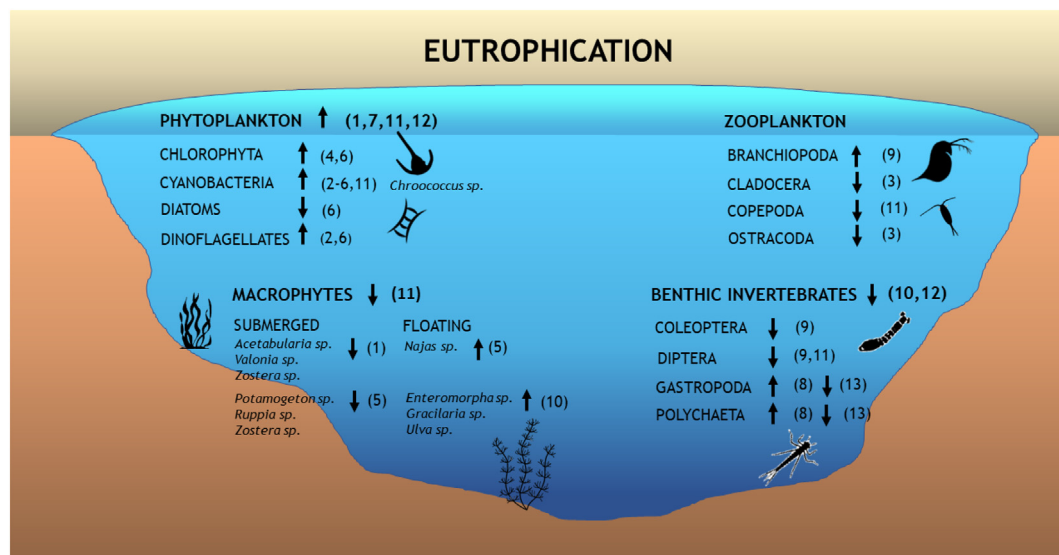 EUTROPHICATION
PHYTOPLANKTON ↑ (1,7,11,12)
CHLOROPHYTA ↑ (4,6)
CYANOBACTERIA ↑ (2-6,11) Chroococcus sp.
DIATOMS ↓ (6)
DINOFLAGELLATES ↑ (2,6)
ZOOPLANKTON
BRANCHIOPODA ↑ (9)
CLADOCERA ↓ (3)
COPEPODA ↓ (11)
OSTRACODA ↓ (3)
MACROPHYTES ↓ (11)
SUBMERGED
Acetabularia sp.
Valonia sp. ↓ (1)
Zostera sp.
Potamogeton sp. ↓ (5)
Ruppia sp.
Zostera sp.
FLOATING
Najas sp. ↑ (5)
Enteromorpha sp. ↑ (10)
Gracilaria sp.
Ulva sp.
BENTHIC INVERTEBRATES ↓ (10,12)
COLEOPTERA ↓ (9)
DIPTERA ↓ (9,11)
GASTROPODA ↑ (8) ↓ (13)
POLYCHAETA ↑ (8) ↓ (13)